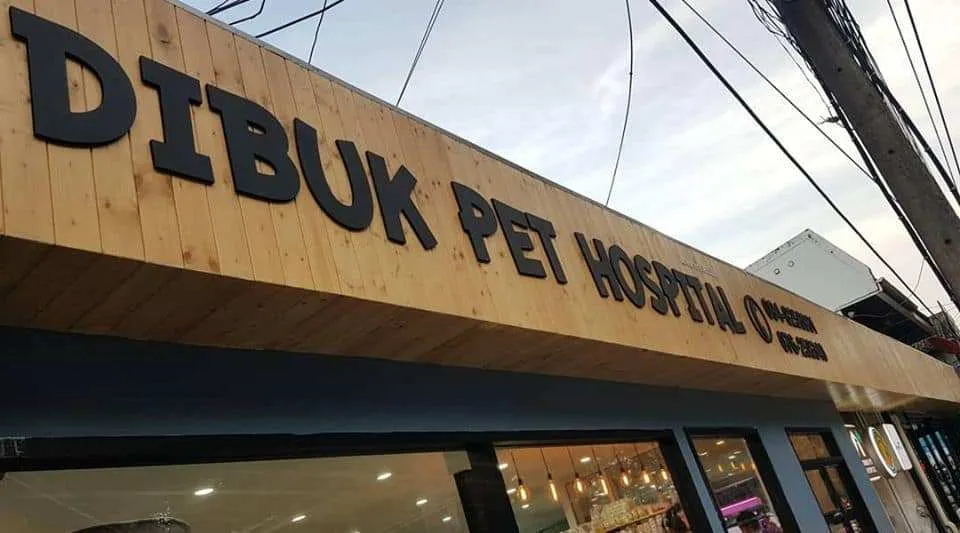 DIBUK PET HOSPITAL